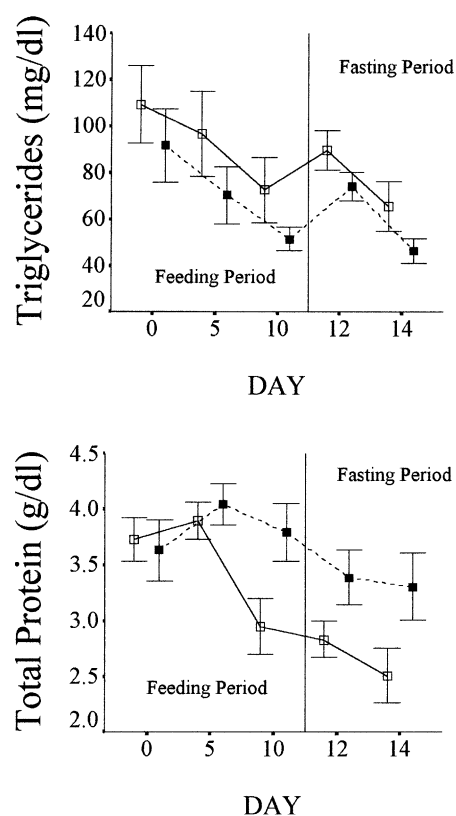 Triglycerides (mg/dl)
140
120
100
80
60
40
20
Fasting Period
Feeding Period
0
5
10
12
14
DAY
Total Protein (g/dl)
4.5
4.0
3.5
3.0
2.5
2.0
Fasting Period
Feeding Period
0
5
10
12
14
DAY